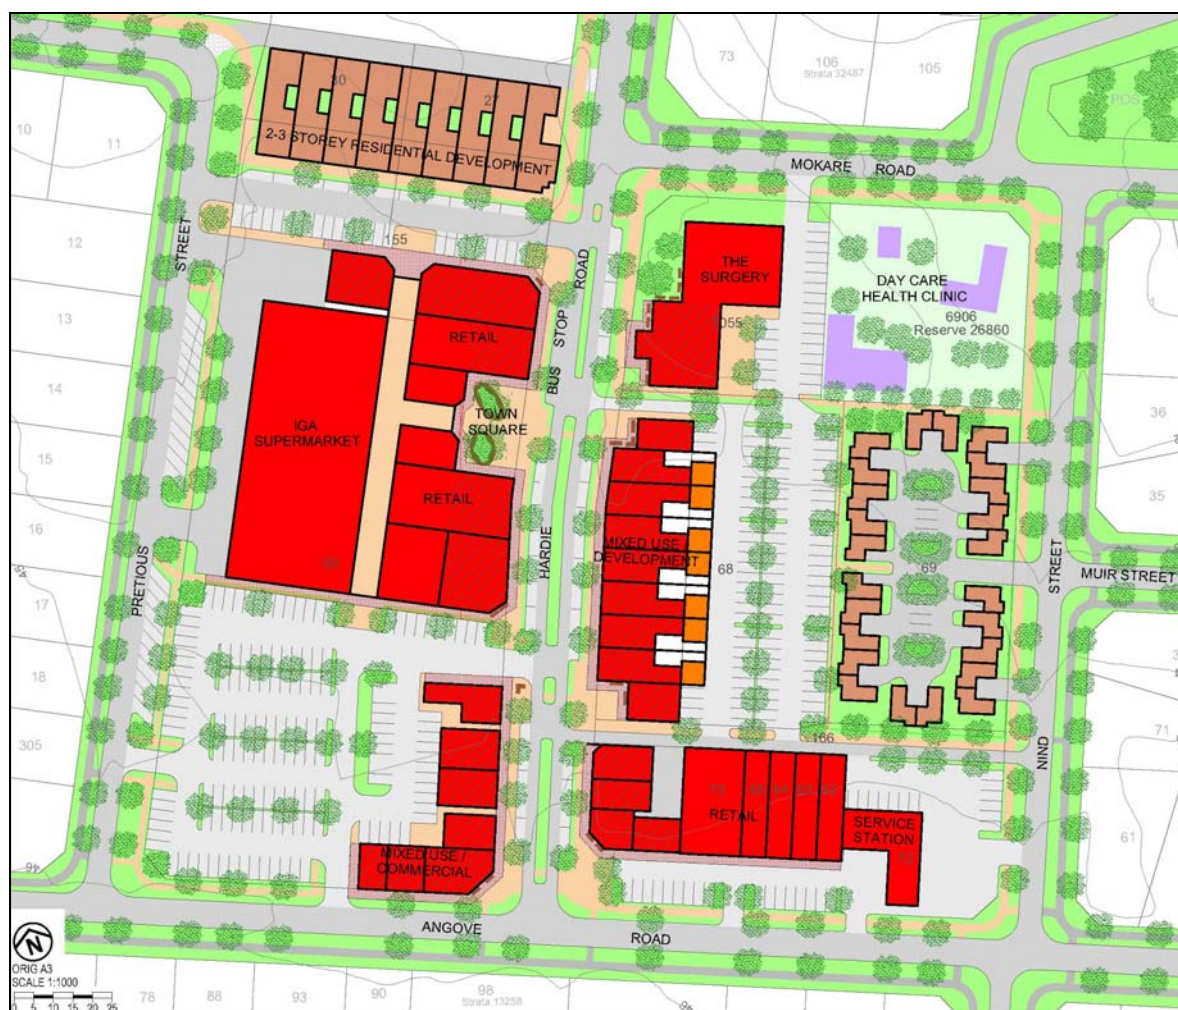 73
106
Strata 32487
105
POS
30
27
2-3 STOREY RESIDENTIAL DEVELOPMENT
10
11
MOKARE ROAD
12
STREET
155
ROAD
THE
SURGERY
DAY CARE
HEALTH CLINIC
6906
Reserve 26860
1
13
RETAIL
BUS STOP
14
TOWN
SQUARE
IGA
SUPERMARKET
36
15
RETAIL
35
16
HARDIE
MIXED USE
DEVELOPMENT
68
69
STREET
MUIR STREET
PRETIOUS
17
18
305
166
NIND
71
RETAIL
SERVICE
STATION
61
MIXED USE /
COMMERCIAL
46
ANGOVE
ROAD
N
ORIG A3
SCALE 1:1000
0 5 10 15 20 25
78
88
93
90
98
Strata 13258